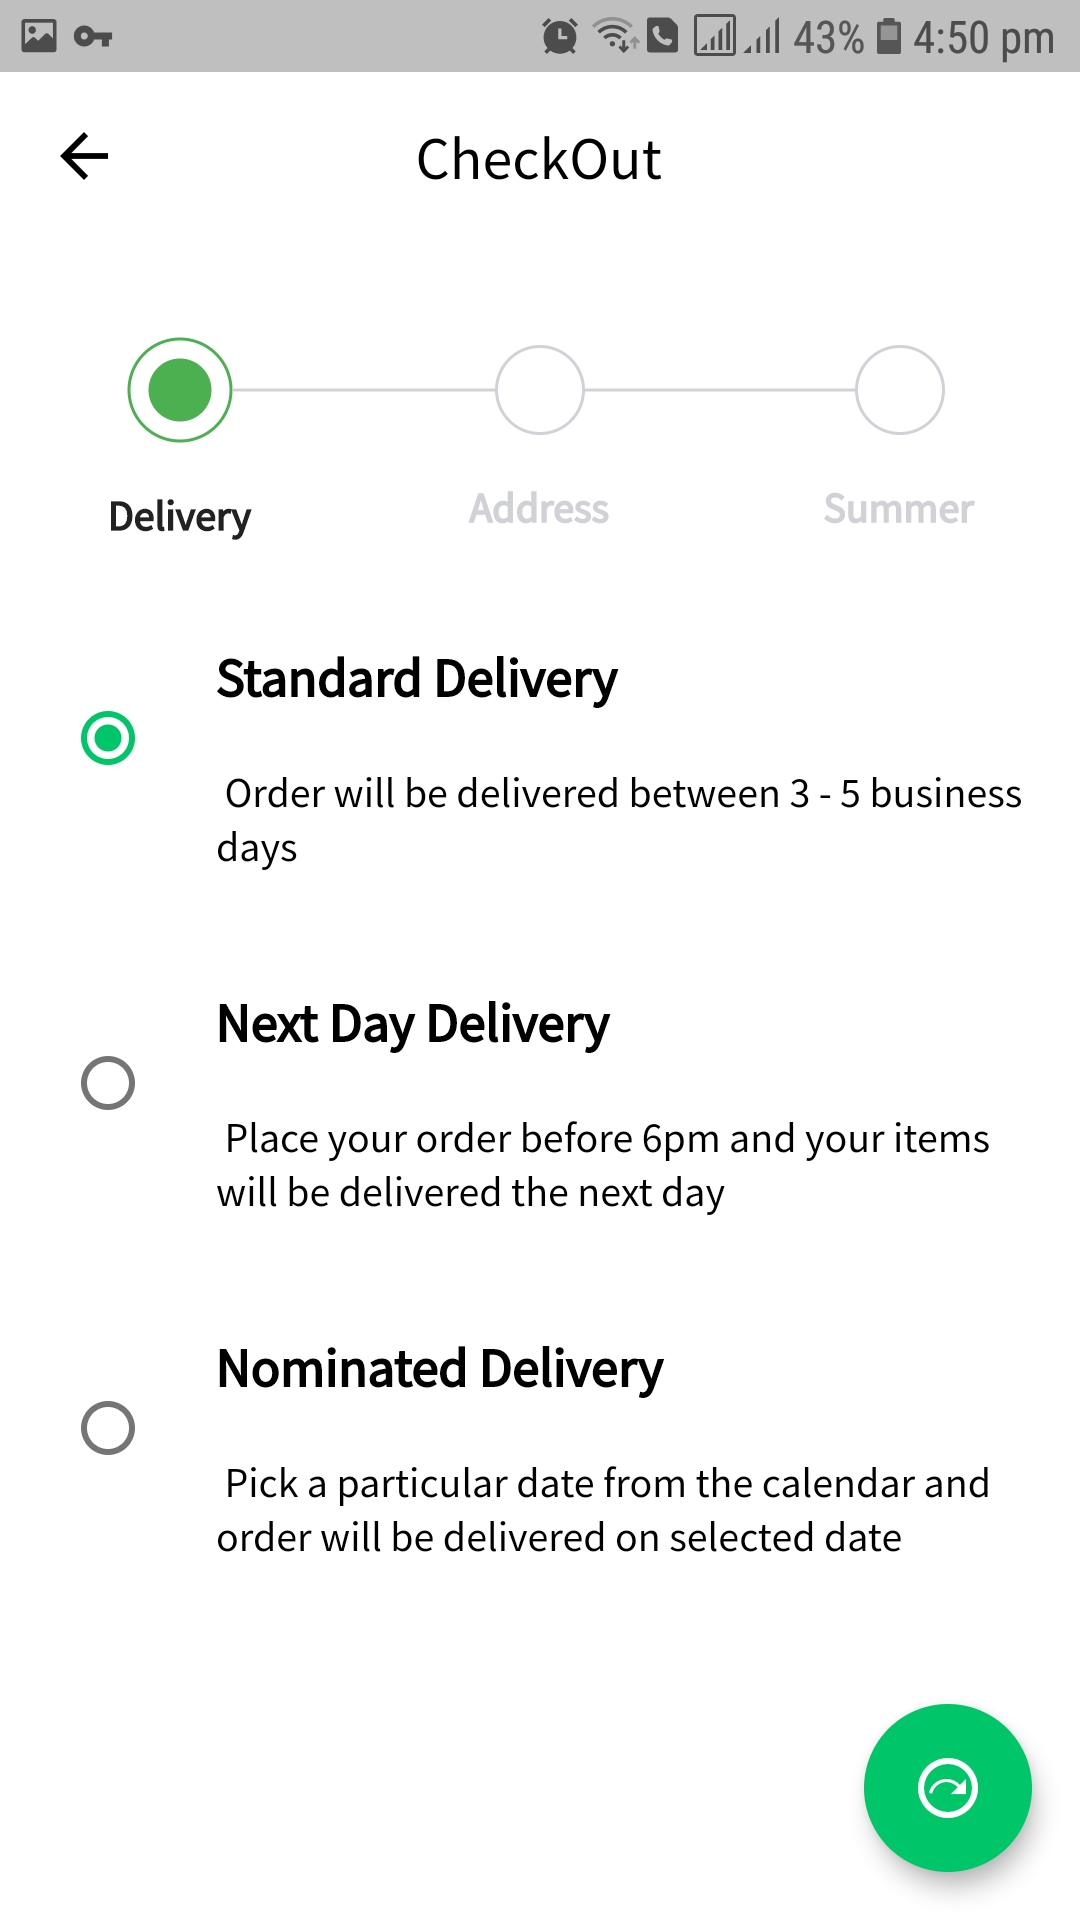 43% 4:50 pm
CheckOut
Delivery Address Summer
Standard Delivery
Order will be delivered between 3 - 5 business
days
Next Day Delivery
Place your order before 6pm and your items
will be delivered the next day
Nominated Delivery
Pick a particular date from the calendar and
order will be delivered on selected date